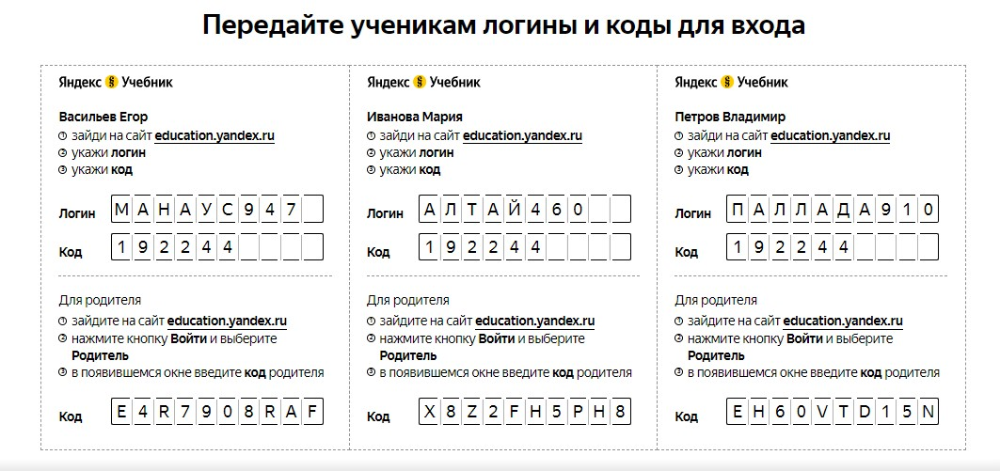 Передайте ученикам логины и коды для входа
Яндекс § Учебник
Васильев Егор
1 зайди на сайт education.yandex.ru
2 укажи логин
3 укажи код
Логин МАНАУС947
Код 192244
Для родителя
1 зайдите на сайт education.yandex.ru
2 нажмите кнопку Войти и выберите
Родитель
3 в появившемся окне введите код родителя
Код E4R7908RAF
Яндекс § Учебник
Иванова Мария
1 зайди на сайт education.yandex.ru
2 укажи логин
3 укажи код
Логин АЛТАЙ460
Код 192244
Для родителя
1 зайдите на сайт education.yandex.ru
2 нажмите кнопку Войти и выберите
Родитель
3 в появившемся окне введите код родителя
Код X8Z2FH5PH8
Яндекс § Учебник
Петров Владимир
1 зайди на сайт education.yandex.ru
2 укажи логин
3 укажи код
Логин ПАЛЛАДА910
Код 192244
Для родителя
1 зайдите на сайт education.yandex.ru
2 нажмите кнопку Войти и выберите
Родитель
3 в появившемся окне введите код родителя
Код EH60VTD15N